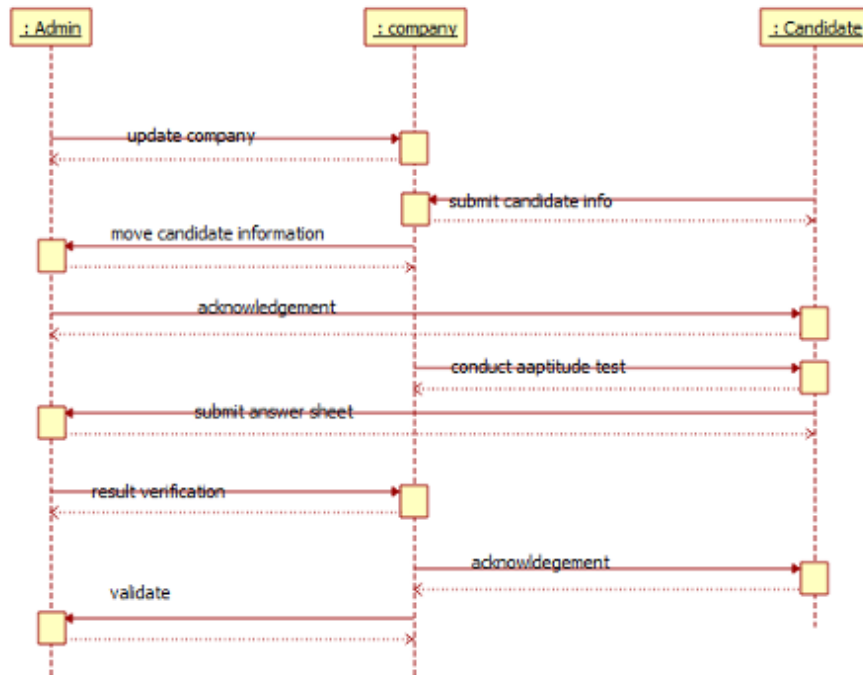 : Admin
: company
: Candidate
update company
submit candidate info
move candidate information
acknowledgement
conduct aaptitude test
submit answer sheet
result verification
acknowldegement
validate